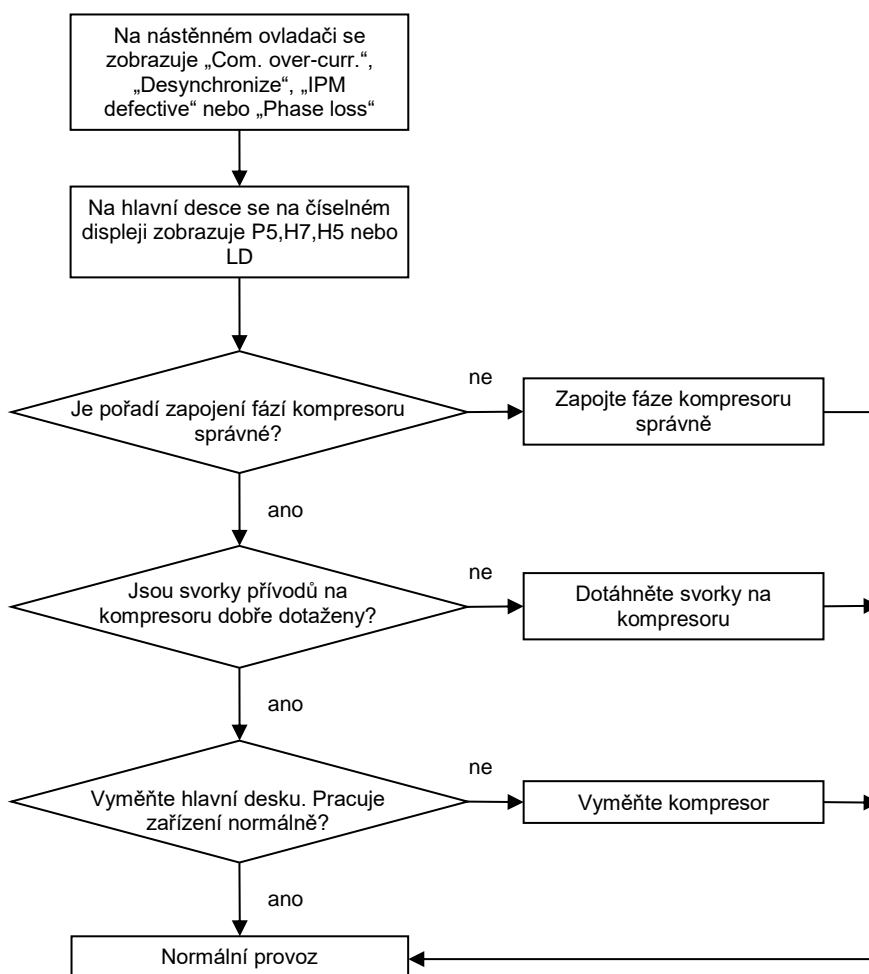 Na nástěnném ovladači se
zobrazuje „Com. over-curr.“,
„Desynchronize“, „IPM
defective“ nebo „Phase loss“
Na hlavní desce se na číselném
displeji zobrazuje P5,H7,H5 nebo
LD
Je pořadí zapojení fází kompresoru
správné?
ne
Zapojte fáze kompresoru
správně
ano
Jsou svorky přívodů na
kompresoru dobře dotaženy?
ne
Dotáhněte svorky na
kompresoru
ano
Vyměňte hlavní desku. Pracuje
zařízení normálně?
ne
Vyměňte kompresor
ano
Normální provoz